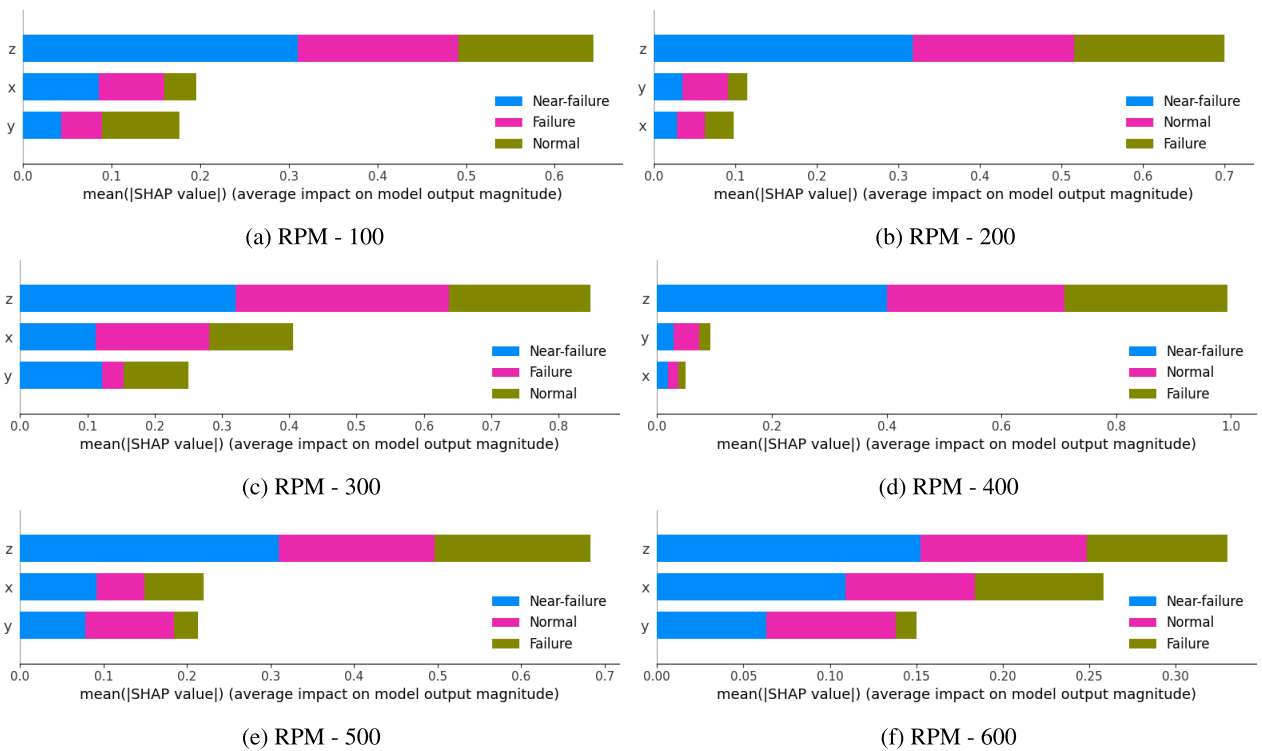 z
x
y
Near-failure
Failure
Normal
0.0 0.1 0.2 0.3 0.4 0.5 0.6
mean(|SHAP value|) (average impact on model output magnitude)
(a) RPM - 100
z
y
x
Near-failure
Normal
Failure
0.0 0.1 0.2 0.3 0.4 0.5 0.6 0.7
mean(|SHAP value|) (average impact on model output magnitude)
(b) RPM - 200
z
x
y
Near-failure
Failure
Normal
0.0 0.1 0.2 0.3 0.4 0.5 0.6 0.7 0.8
mean(|SHAP value|) (average impact on model output magnitude)
(c) RPM - 300
z
y
x
Near-failure
Normal
Failure
0.0 0.2 0.4 0.6 0.8 1.0
mean(|SHAP value|) (average impact on model output magnitude)
(d) RPM - 400
z
x
y
Near-failure
Normal
Failure
0.0 0.1 0.2 0.3 0.4 0.5 0.6 0.7
mean(|SHAP value|) (average impact on model output magnitude)
(e) RPM - 500
z
x
y
Near-failure
Normal
Failure
0.00 0.05 0.10 0.15 0.20 0.25 0.30
mean(|SHAP value|) (average impact on model output magnitude)
(f) RPM - 600